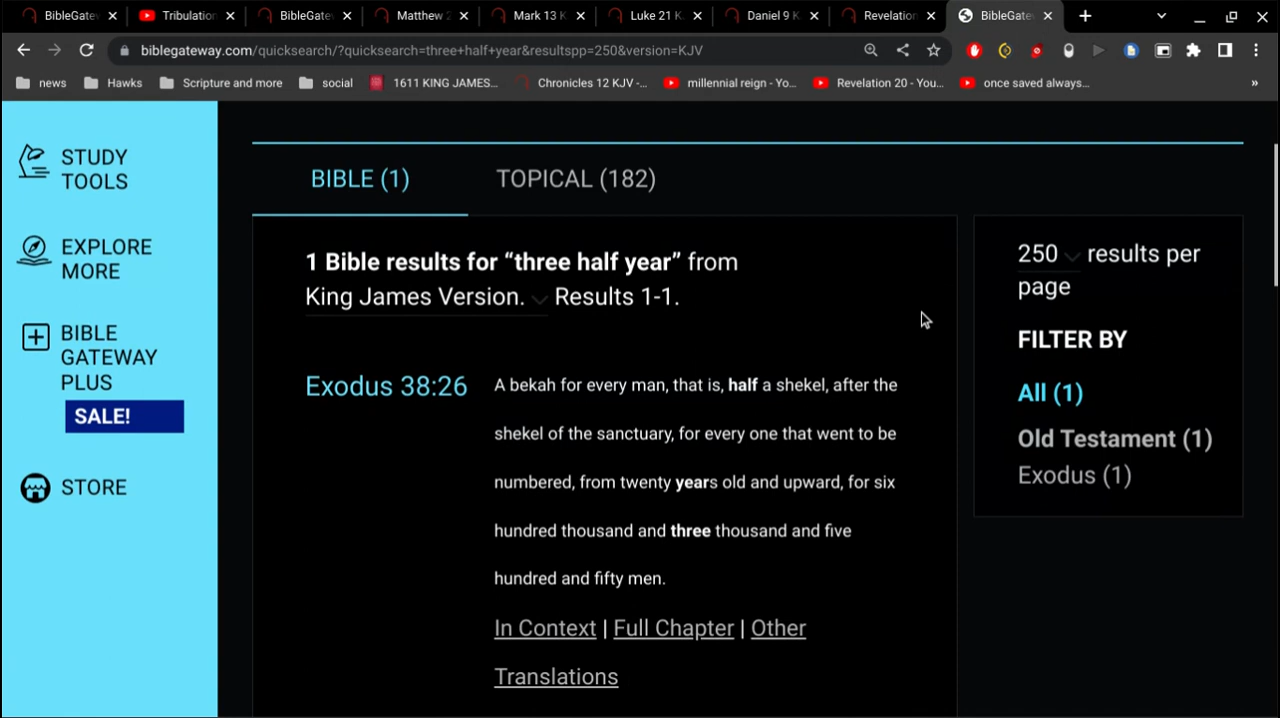 BibleGatew
Tribulation
BibleGatew
Matthew 2
Mark 13 K
Luke 21 K
Daniel 9 K
Revelation
BibleGatew
biblegateway.com/quicksearch/?quicksearch=three+half+year&resultspp=250&version=KJV
news
Hawks
Scripture and more
social
1611 KING JAMES...
Chronicles 12 KJV -...
millennial reign - Yo...
Revelation 20 - You...
once saved always...
»
STUDY
TOOLS
EXPLORE
MORE
BIBLE
GATEWAY
PLUS
SALE!
STORE
BIBLE (1)
TOPICAL (182)
1 Bible results for “three half year” from
King James Version. Results 1-1.
Exodus 38:26
A bekah for every man, that is, half a shekel, after the
shekel of the sanctuary, for every one that went to be
numbered, from twenty years old and upward, for six
hundred thousand and three thousand and five
hundred and fifty men.
In Context | Full Chapter | Other
Translations
250 results per
page
FILTER BY
All (1)
Old Testament (1)
Exodus (1)